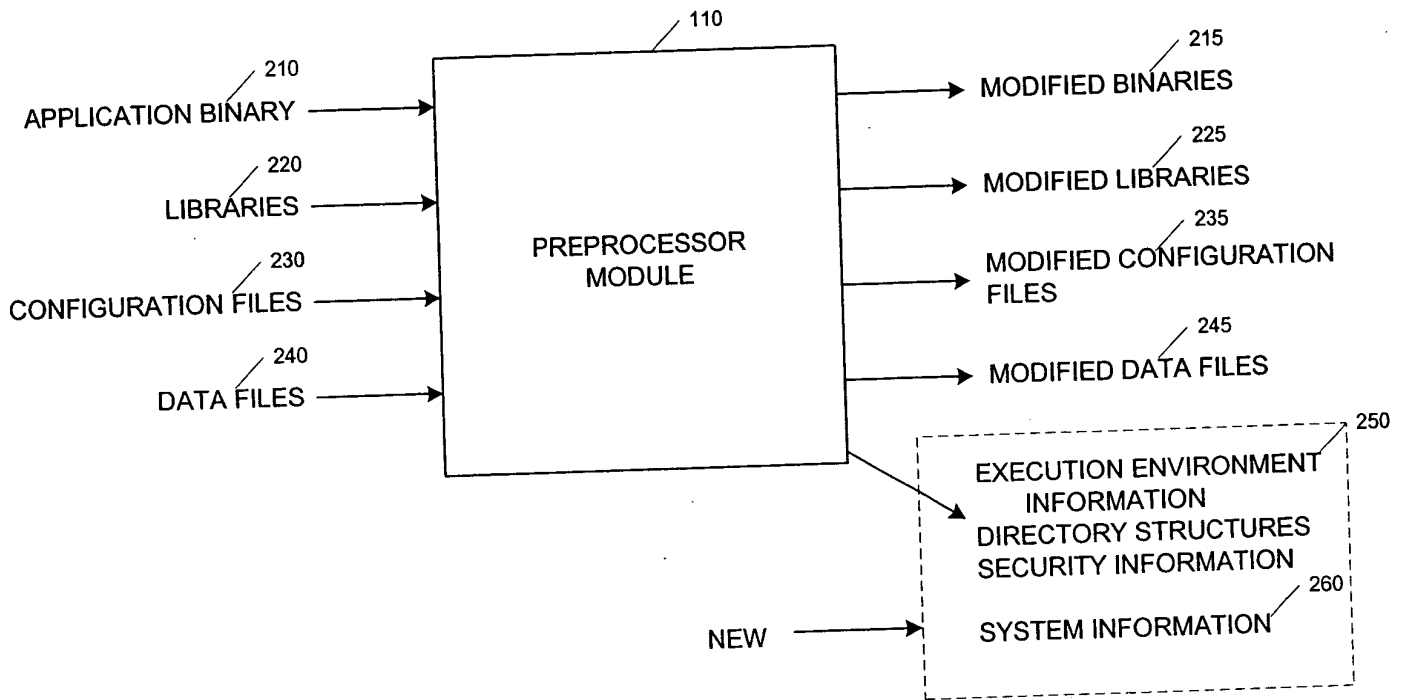 110
210
APPLICATION BINARY
220
LIBRARIES
230
CONFIGURATION FILES
240
DATA FILES
PREPROCESSOR
MODULE
215
MODIFIED BINARIES
225
MODIFIED LIBRARIES
235
MODIFIED CONFIGURATION
FILES
245
MODIFIED DATA FILES
250
EXECUTION ENVIRONMENT
INFORMATION
DIRECTORY STRUCTURES
SECURITY INFORMATION
260
NEW
SYSTEM INFORMATION